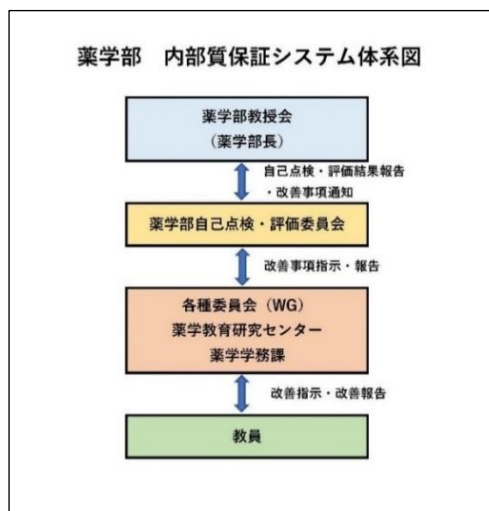 薬学部　内部質保証システム体系図
薬学部教授会
（薬学部長）
自己点検・評価結果報告
・改善事項通知
薬学部自己点検・評価委員会
改善事項指示・報告
各種委員会（WG）
薬学教育研究センター
薬学学務課
改善指示・改善報告
教員